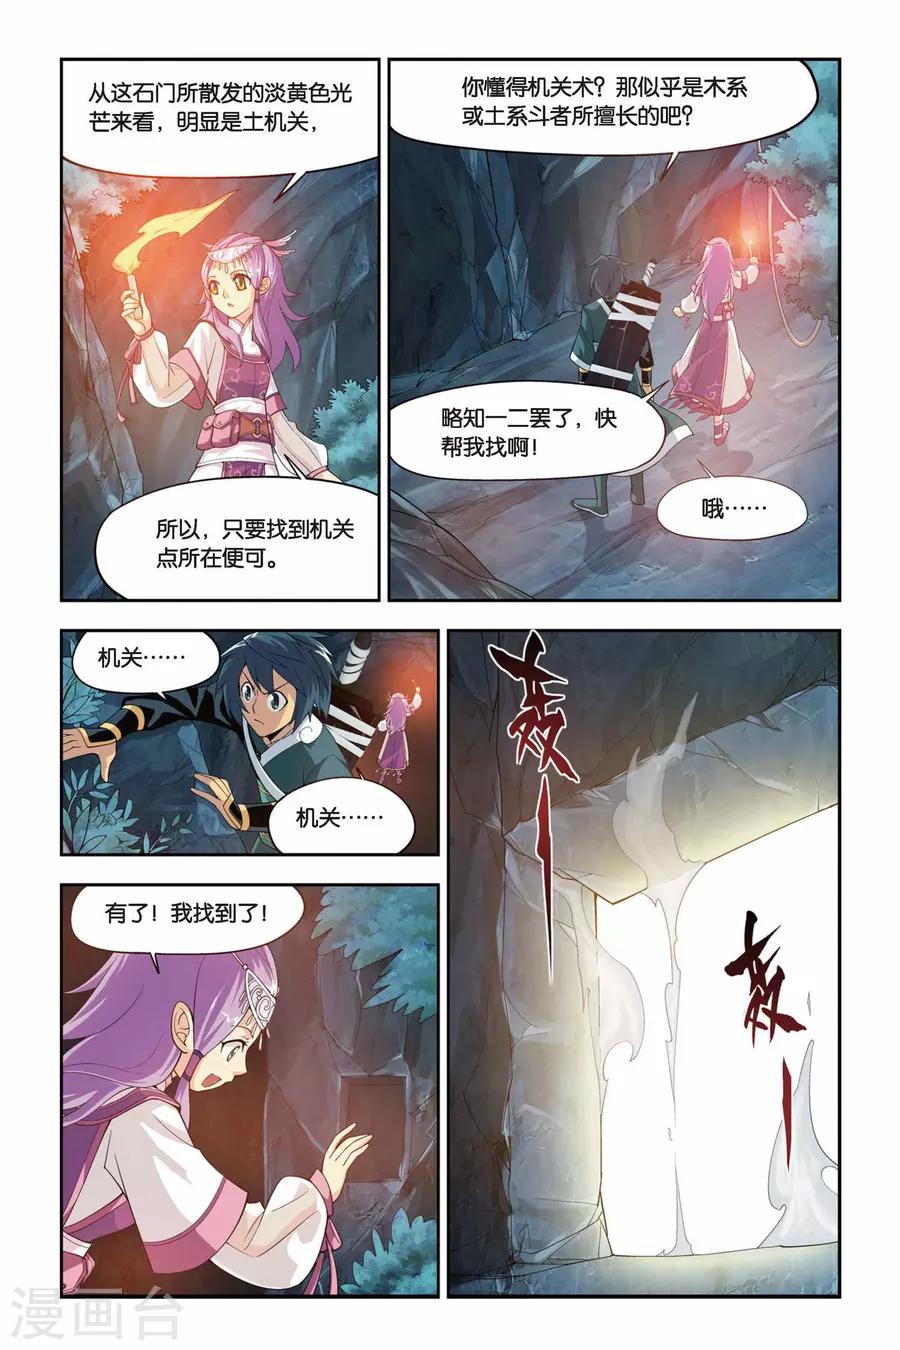 从这石门所散发的淡黄色光
芒来看，明显是土机关，
所以，只要找到机关
点所在便可。
你懂得机关术？那似乎是木系
或土系斗者所擅长的吧？
略知一二罢了，快
帮我找啊！
哦……
机关……
机关……
有了！我找到了！
轰
轰
漫画台